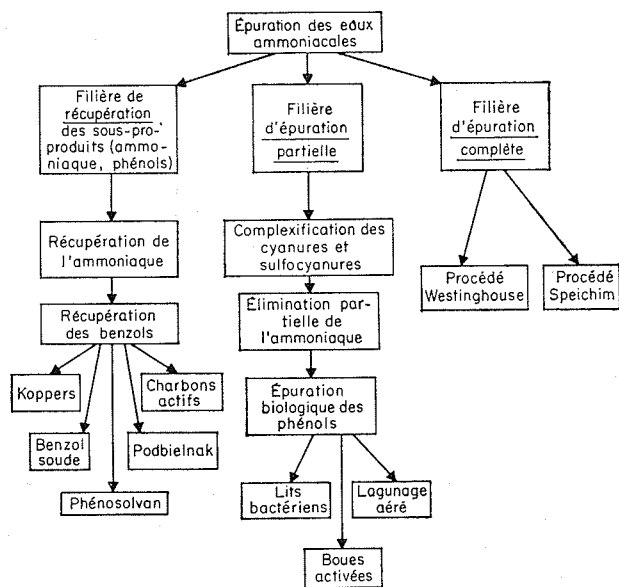 Épuration des eaux
ammoniacales
Filière de
récupération
des sous-pro-
produits (ammo-
niaque, phénols)
Filière
d'épuration
partielle
Filière
d'épuration
complète
Récupération de
l'ammoniaque
Complexification des
cyanures et
sulfocyanures
Procédé
Westinghouse
Procédé
Speichim
Récupération
des benzols
Élimination par-
tielle de
l'ammoniaque
Koppers
Charbons
actifs
Épuration
biologique des
phénols
Benzol
soude
Podbielnak
Phénosolvan
Lits
bactériens
Lagunage
aéré
Boues
activées